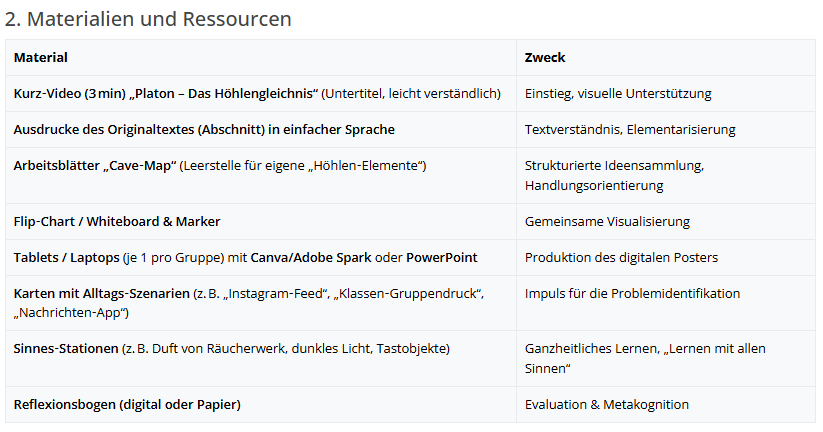 2. Materialien und Ressourcen
Material Zweck
Kurz-Video (3 min) „Platon – Das Höhlengleichnis“ (Untertitel, leicht verständlich) Einstieg, visuelle Unterstützung
Ausdrucke des Originaltextes (Abschnitt) in einfacher Sprache Textverständnis, Elementarisierung
Arbeitsblätter „Cave-Map“ (Leerstelle für eigene „Höhlen-Elemente“) Strukturierte Ideensammlung,
Handlungsorientierung
Flip-Chart / Whiteboard & Marker Gemeinsame Visualisierung
Tablets / Laptops (je 1 pro Gruppe) mit Canva/Adobe Spark oder PowerPoint Produktion des digitalen Posters
Karten mit Alltags-Szenarien (z. B. „Instagram-Feed“, „Klassen-Gruppendruck“, Impuls für die Problemidentifikation
„Nachrichten-App“)
Sinnes-Stationen (z. B. Duft von Räucherwerk, dunkles Licht, Tastobjekte) Ganzheitliches Lernen, „Lernen mit allen
Sinnen“
Reflexionsbogen (digital oder Papier) Evaluation & Metakognition